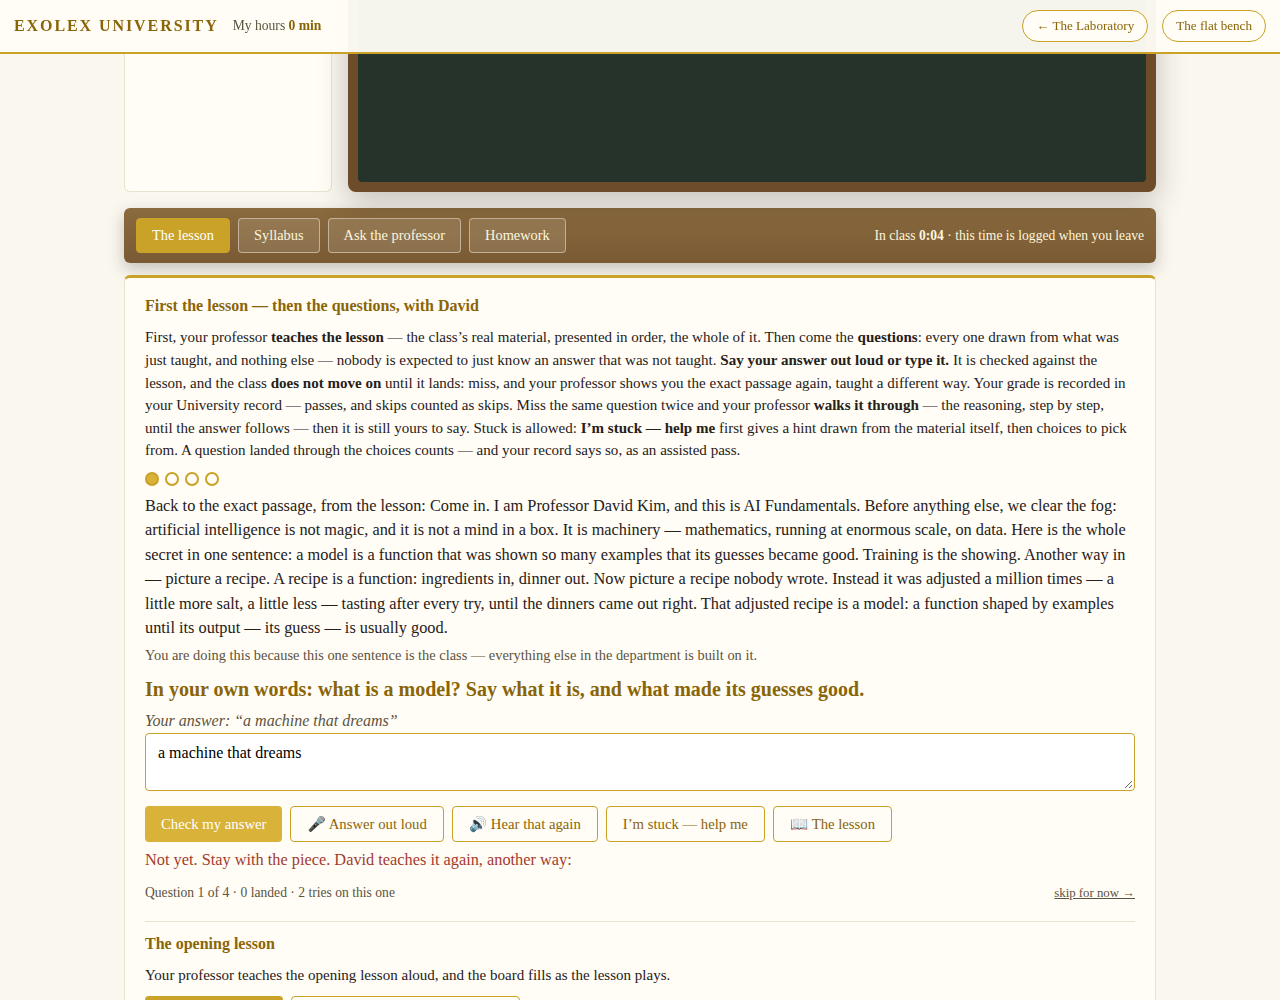 EXOLEX UNIVERSITY My hours 0 min ← The Laboratory The flat bench
The lesson Syllabus Ask the professor Homework In class 0:04 · this time is logged when you leave
First the lesson — then the questions, with David
First, your professor teaches the lesson — the class’s real material, presented in order, the whole of it. Then come the questions: every one drawn from what was
just taught, and nothing else — nobody is expected to just know an answer that was not taught. Say your answer out loud or type it. It is checked against the
lesson, and the class does not move on until it lands: miss, and your professor shows you the exact passage again, taught a different way. Your grade is recorded in
your University record — passes, and skips counted as skips. Miss the same question twice and your professor walks it through — the reasoning, step by step,
until the answer follows — then it is still yours to say. Stuck is allowed: I’m stuck — help me first gives a hint drawn from the material itself, then choices to pick
from. A question landed through the choices counts — and your record says so, as an assisted pass.
Back to the exact passage, from the lesson: Come in. I am Professor David Kim, and this is AI Fundamentals. Before anything else, we clear the fog:
artificial intelligence is not magic, and it is not a mind in a box. It is machinery — mathematics, running at enormous scale, on data. Here is the whole
secret in one sentence: a model is a function that was shown so many examples that its guesses became good. Training is the showing. Another way in
— picture a recipe. A recipe is a function: ingredients in, dinner out. Now picture a recipe nobody wrote. Instead it was adjusted a million times — a
little more salt, a little less — tasting after every try, until the dinners came out right. That adjusted recipe is a model: a function shaped by examples
until its output — its guess — is usually good.
You are doing this because this one sentence is the class — everything else in the department is built on it.
In your own words: what is a model? Say what it is, and what made its guesses good.
Your answer: “a machine that dreams”
a machine that dreams
Check my answer 🎤 Answer out loud 🔊 Hear that again I’m stuck — help me 📖 The lesson
Not yet. Stay with the piece. David teaches it again, another way:
Question 1 of 4 · 0 landed · 2 tries on this one skip for now →
The opening lesson
Your professor teaches the opening lesson aloud, and the board fills as the lesson plays.